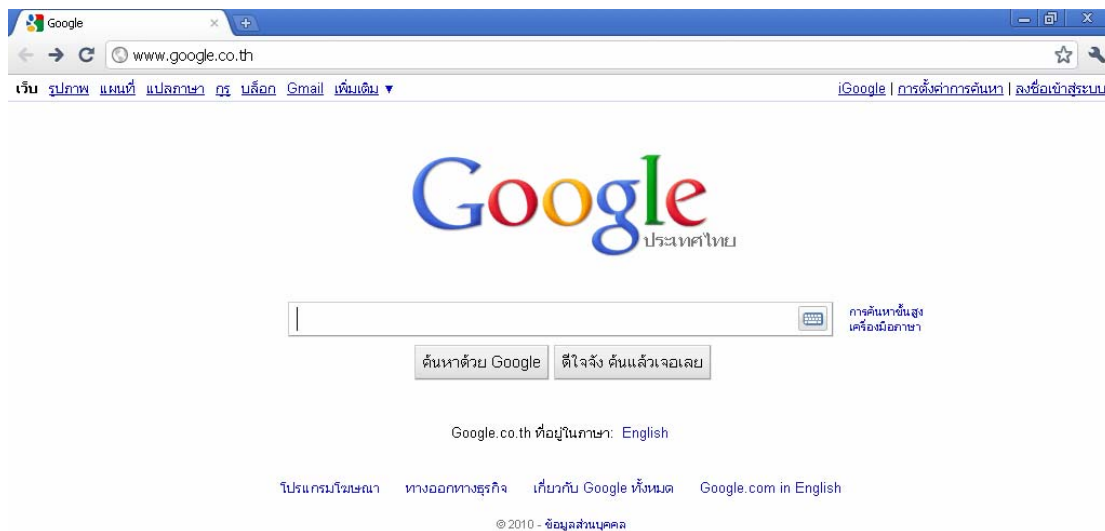 Google
www.google.co.th
เว็บ รูปภาพ แผนที่ แปลภาษา กูรู บล็อก Gmail เพิ่มเติม ▼
iGoogle | การตั้งค่าการค้นหา | ลงชื่อเข้าสู่ระบบ
Google
ประเทศไทย
การค้นหาขั้นสูง
เครื่องมือภาษา
ค้นหาด้วย Google
ดีใจจัง ค้นแล้วเจอเลย
Google.co.th ที่อยู่ในภาษา: English
โปรแกรมโฆษณา ทางออกทางธุรกิจ เกี่ยวกับ Google ทั้งหมด Google.com in English
© 2010 - ข้อมูลส่วนบุคคล